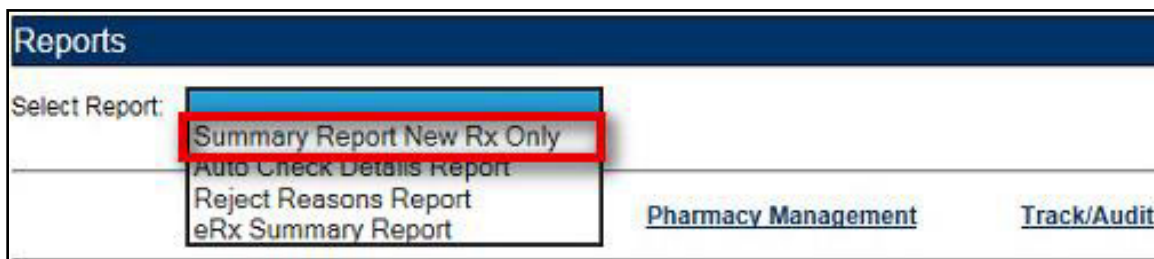 Reports
Select Report:
Summary Report New Rx Only
Auto Check Details Report
Reject Reasons Report
eRx Summary Report
Pharmacy Management
Track/Audit